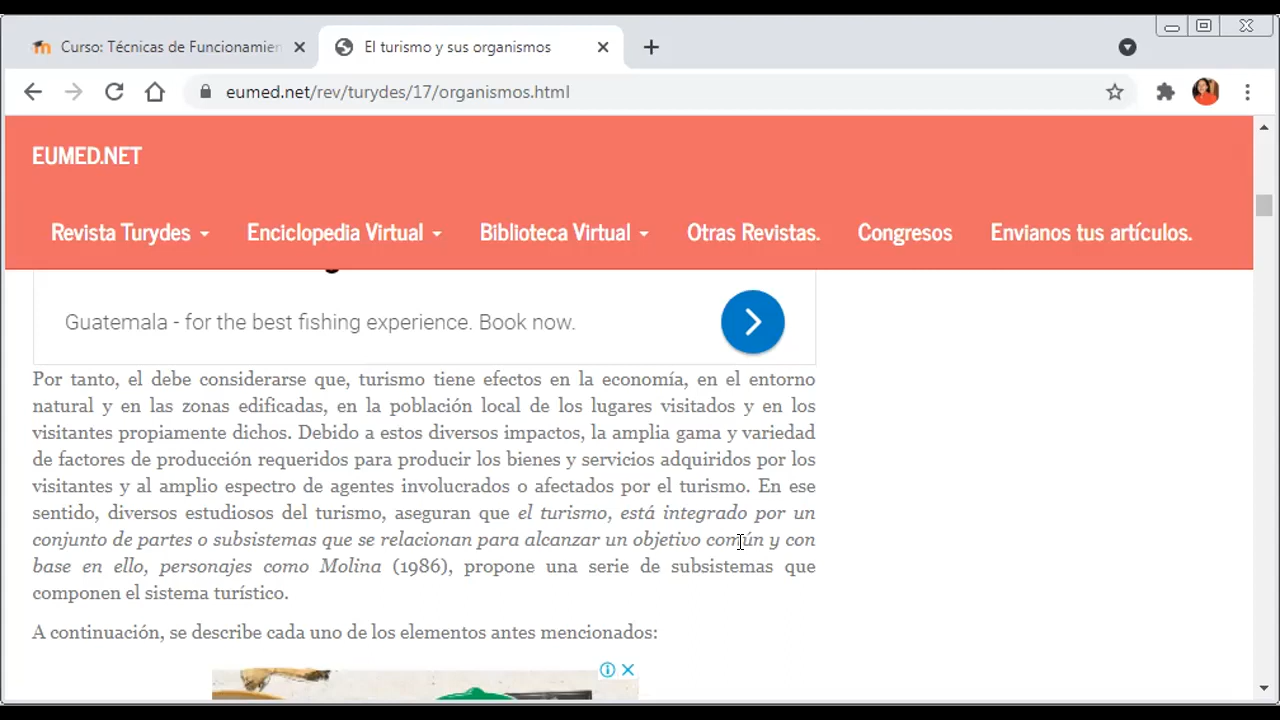 Curso: Técnicas de Funcionamien
El turismo y sus organismos
eumed.net/rev/turydes/17/organismos.html
EUMED.NET
Revista Turydes
Enciclopedia Virtual
Biblioteca Virtual
Otras Revistas.
Congresos
Envianos tus artículos.
Guatemala - for the best fishing experience. Book now.
Por tanto, el debe considerarse que, turismo tiene efectos en la economía, en el entorno
natural y en las zonas edificadas, en la población local de los lugares visitados y en los
visitantes propiamente dichos. Debido a estos diversos impactos, la amplia gama y variedad
de factores de producción requeridos para producir los bienes y servicios adquiridos por los
visitantes y al amplio espectro de agentes involucrados o afectados por el turismo. En ese
sentido, diversos estudiosos del turismo, aseguran que el turismo, está integrado por un
conjunto de partes o subsistemas que se relacionan para alcanzar un objetivo común y con
base en ello, personajes como Molina (1986), propone una serie de subsistemas que
componen el sistema turístico.
A continuación, se describe cada uno de los elementos antes mencionados: